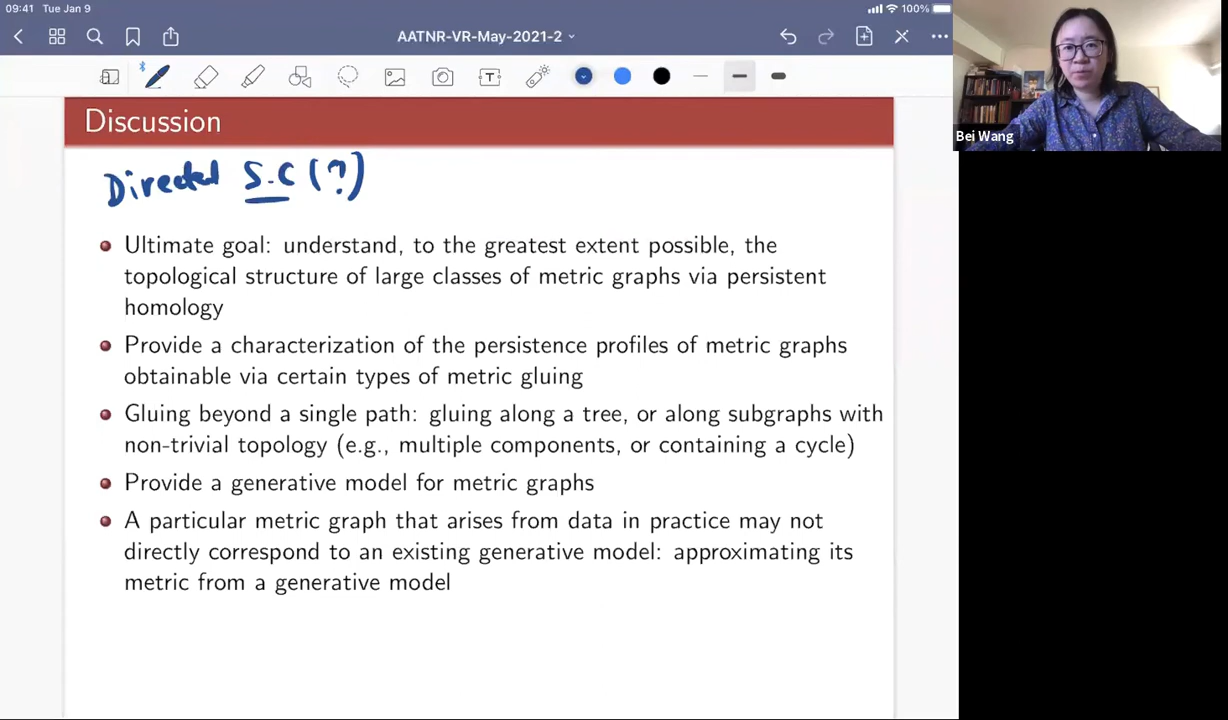 09:41 Tue Jan 9
100%
AATNR-VR-May-2021-2
T
Bei Wang
Discussion
Directed S.C (?)
Ultimate goal: understand, to the greatest extent possible, the
topological structure of large classes of metric graphs via persistent
homology
Provide a characterization of the persistence profiles of metric graphs
obtainable via certain types of metric gluing
Gluing beyond a single path: gluing along a tree, or along subgraphs with
non-trivial topology (e.g., multiple components, or containing a cycle)
Provide a generative model for metric graphs
A particular metric graph that arises from data in practice may not
directly correspond to an existing generative model: approximating its
metric from a generative model